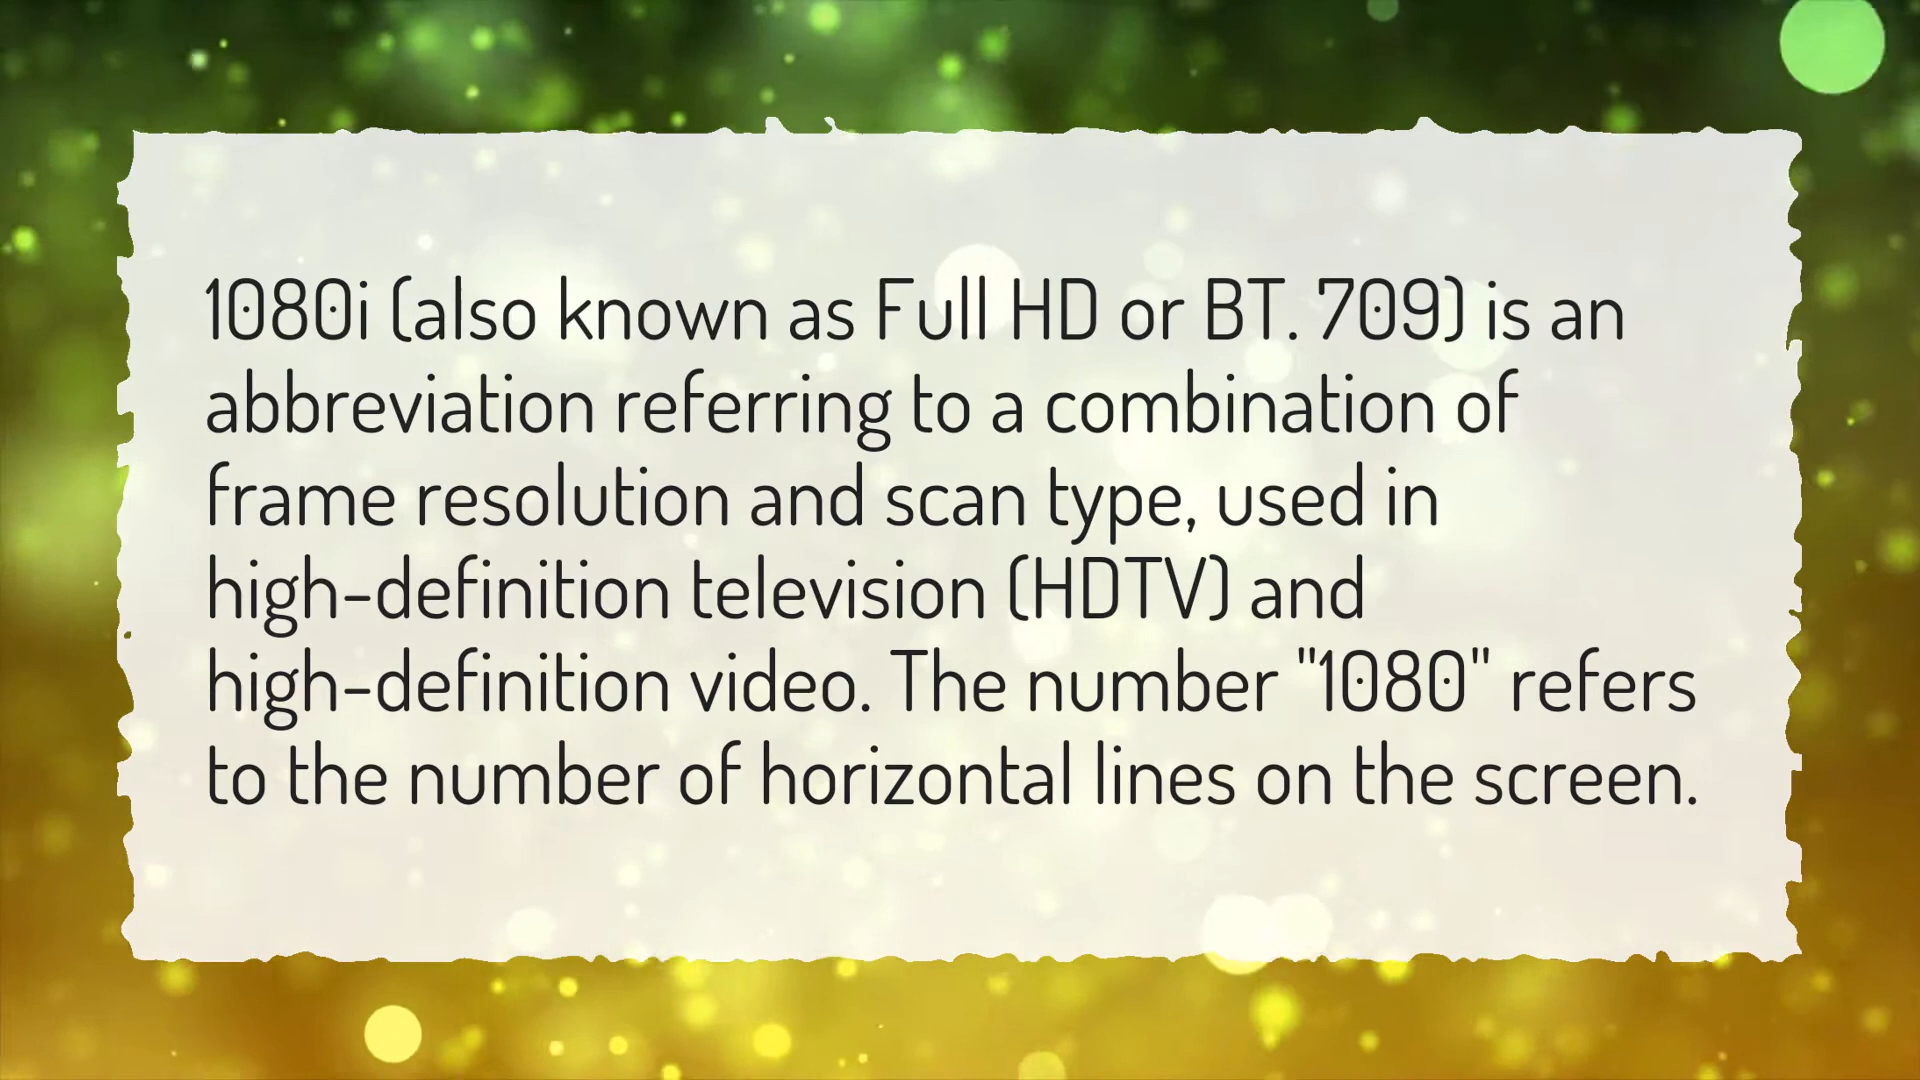 1080i (also known as Full HD or BT. 709) is an
abbreviation referring to a combination of
frame resolution and scan type, used in
high-definition television (HDTV) and
high-definition video. The number "1080" refers
to the number of horizontal lines on the screen.